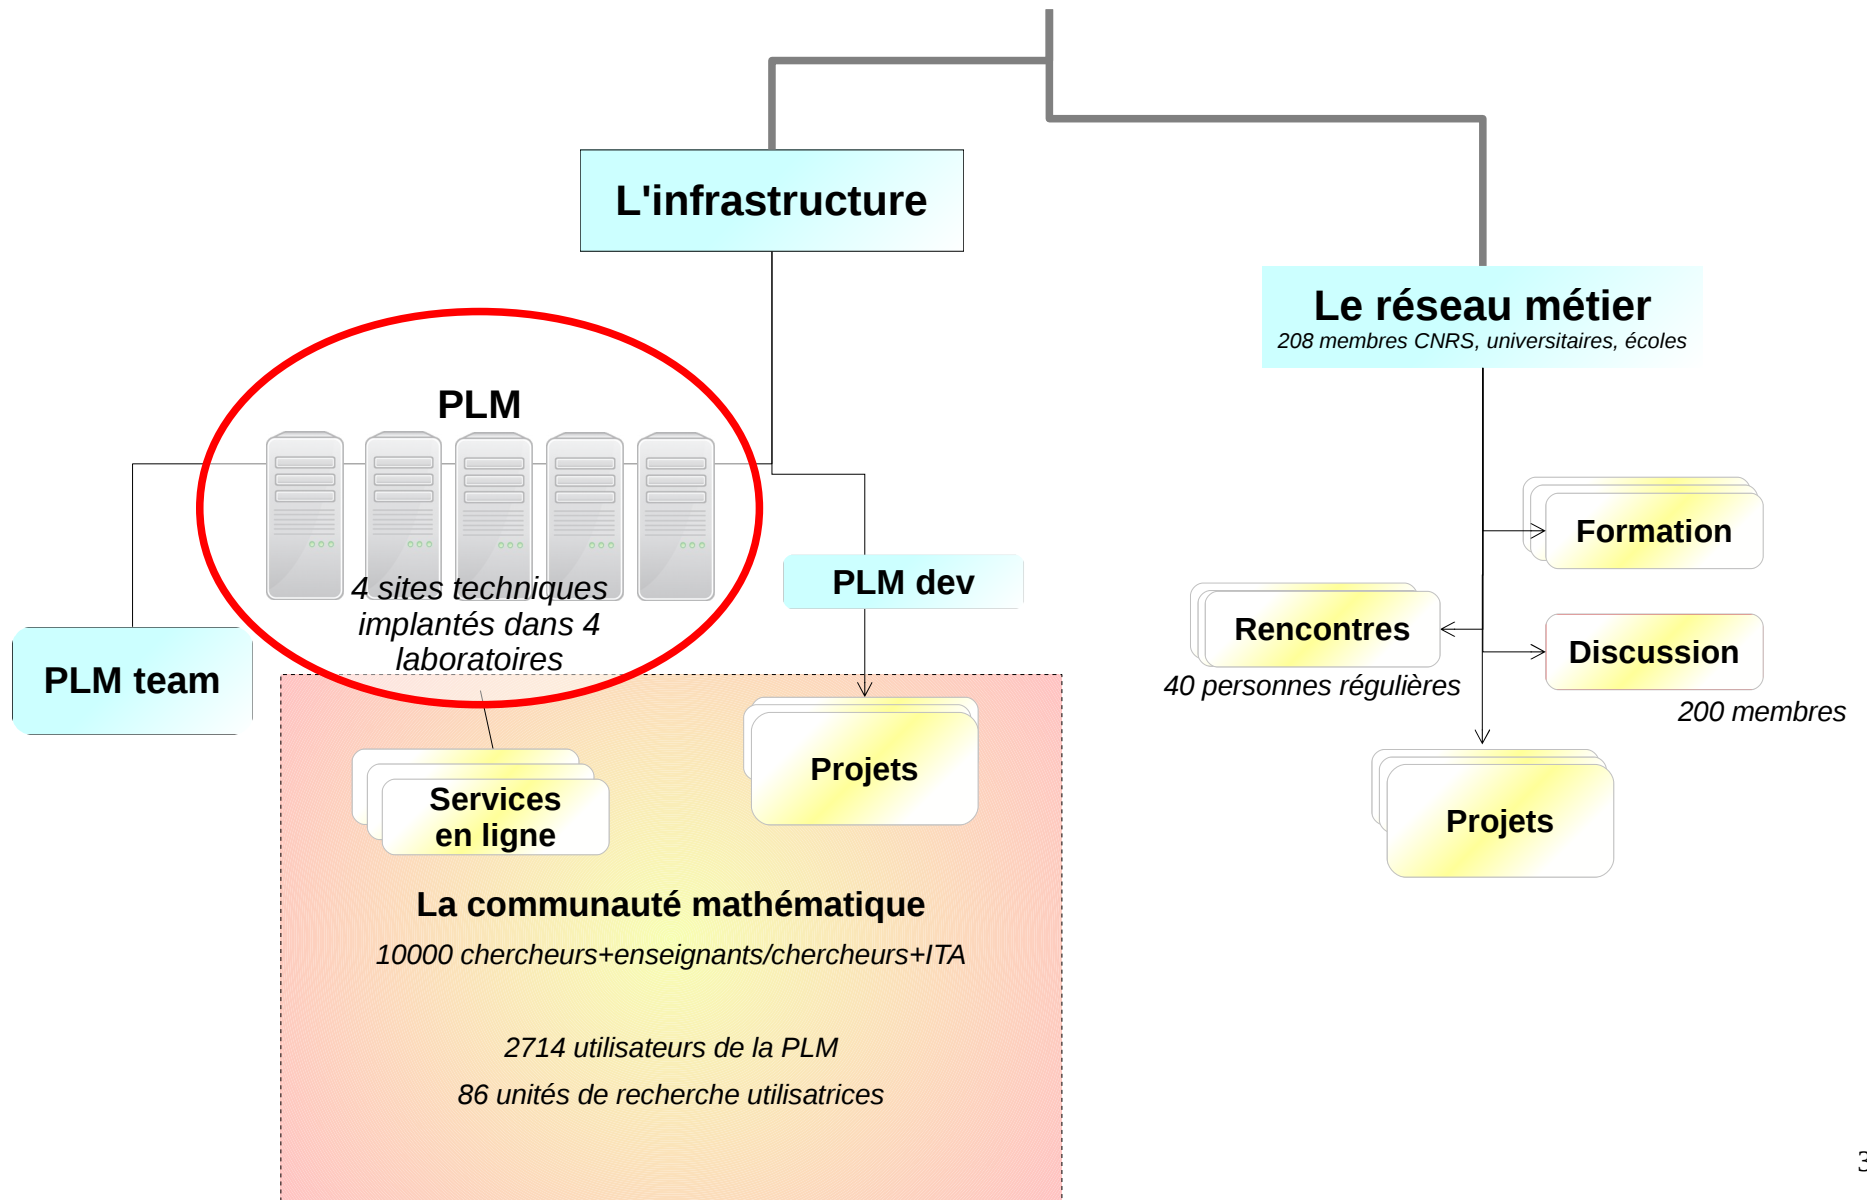 L'infrastructure
Le réseau métier
208 membres CNRS, universitaires, écoles
PLM
4 sites techniques
implantés dans 4
laboratoires
PLM team
PLM dev
Projets
Services
en ligne
La communauté mathématique
10000 chercheurs+enseignants/chercheurs+ITA
2714 utilisateurs de la PLM
86 unités de recherche utilisatrices
Formation
Rencontres
40 personnes régulières
Discussion
200 membres
Projets
3